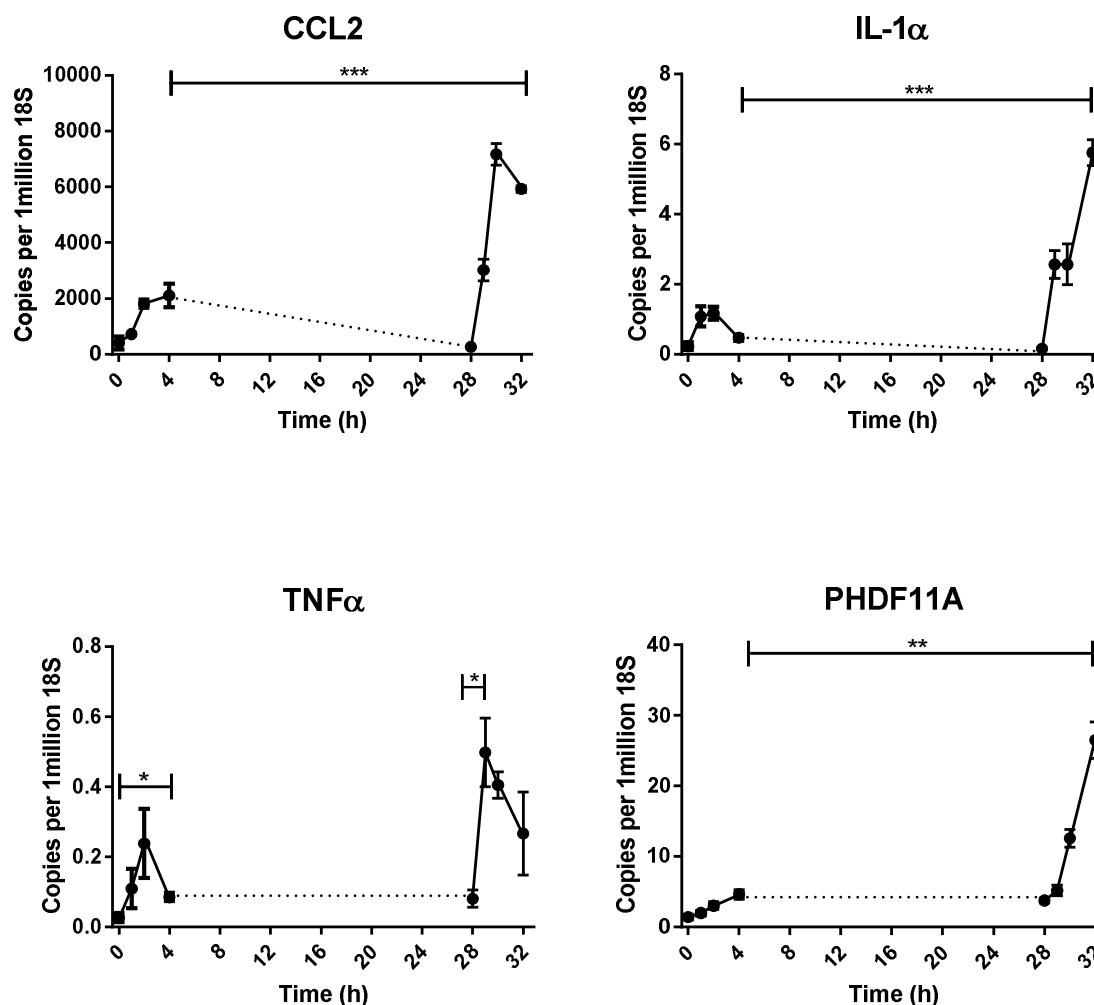 CCL2
Copies per 1million 18S
10000
8000
6000
4000
2000
0
***
0 4 8 12 16 20 24 28 32
Time (h)
IL-1α
Copies per 1million 18S
8
6
4
2
0
***
0 4 8 12 16 20 24 28 32
Time (h)
TNFα
Copies per 1million 18S
0.8
0.6
0.4
0.2
0.0
*
*
0 4 8 12 16 20 24 28 32
Time (h)
PHDF11A
Copies per 1million 18S
40
30
20
10
0
**
0 4 8 12 16 20 24 28 32
Time (h)